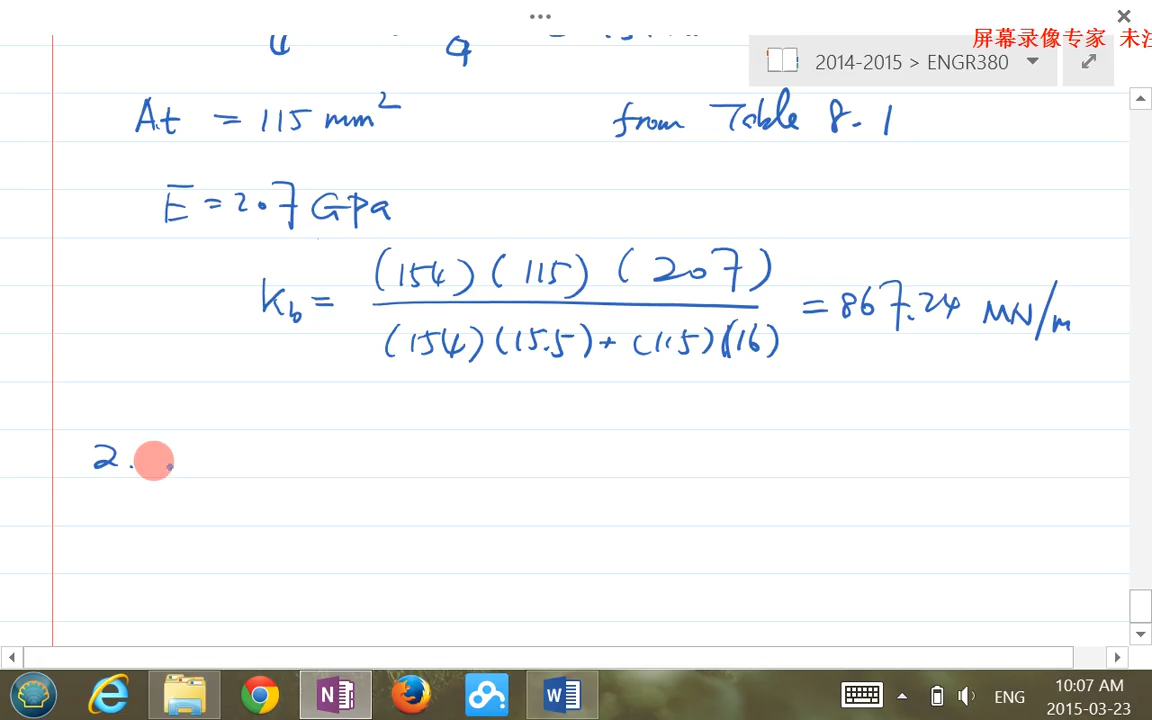 屏幕录像专家 未
2014-2015 > ENGR380
At = 115 mm² from Table 8-1
E = 207 GPa
kb = (154)(115)(207) / (154)(15.5)+(115)(16) = 867.24 MN/m
2.
ENG
10:07 AM
2015-03-23